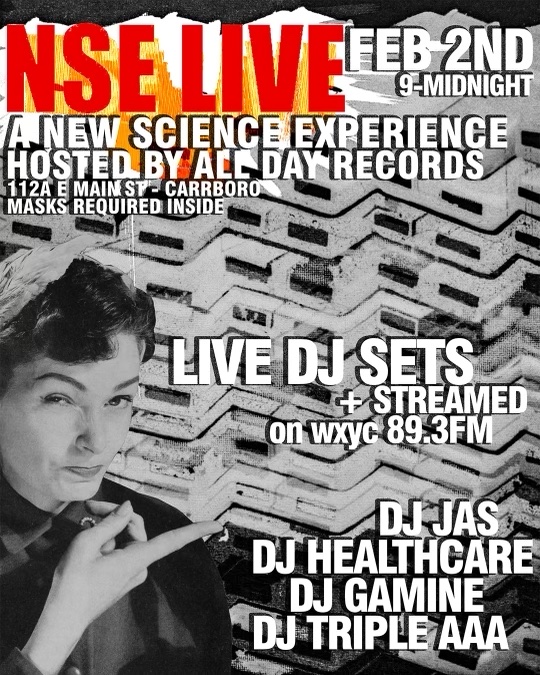 NSE LIVE
FEB 2ND
9-MIDNIGHT
A NEW SCIENCE EXPERIENCE
HOSTED BY ALL DAY RECORDS
112A E MAIN ST - CARRBORO
MASKS REQUIRED INSIDE
LIVE DJ SETS
+ STREAMED
on wxyc 89.3FM
DJ JAS
DJ HEALTHCARE
DJ GAMINE
DJ TRIPLE AAA